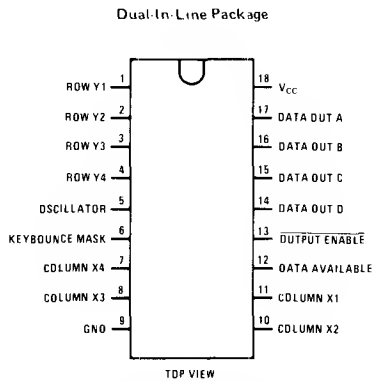 Dual-In-Line Package
ROW Y1 1
ROW Y2 2
ROW Y3 3
ROW Y4 4
OSCILLATOR 5
KEYBOUNCE MASK 6
COLUMN X4 7
COLUMN X3 8
GND 9
18 VCC
17 DATA OUT A
16 DATA OUT B
15 DATA OUT C
14 DATA OUT D
13 OUTPUT ENABLE
12 DATA AVAILABLE
11 COLUMN X1
10 COLUMN X2
TOP VIEW